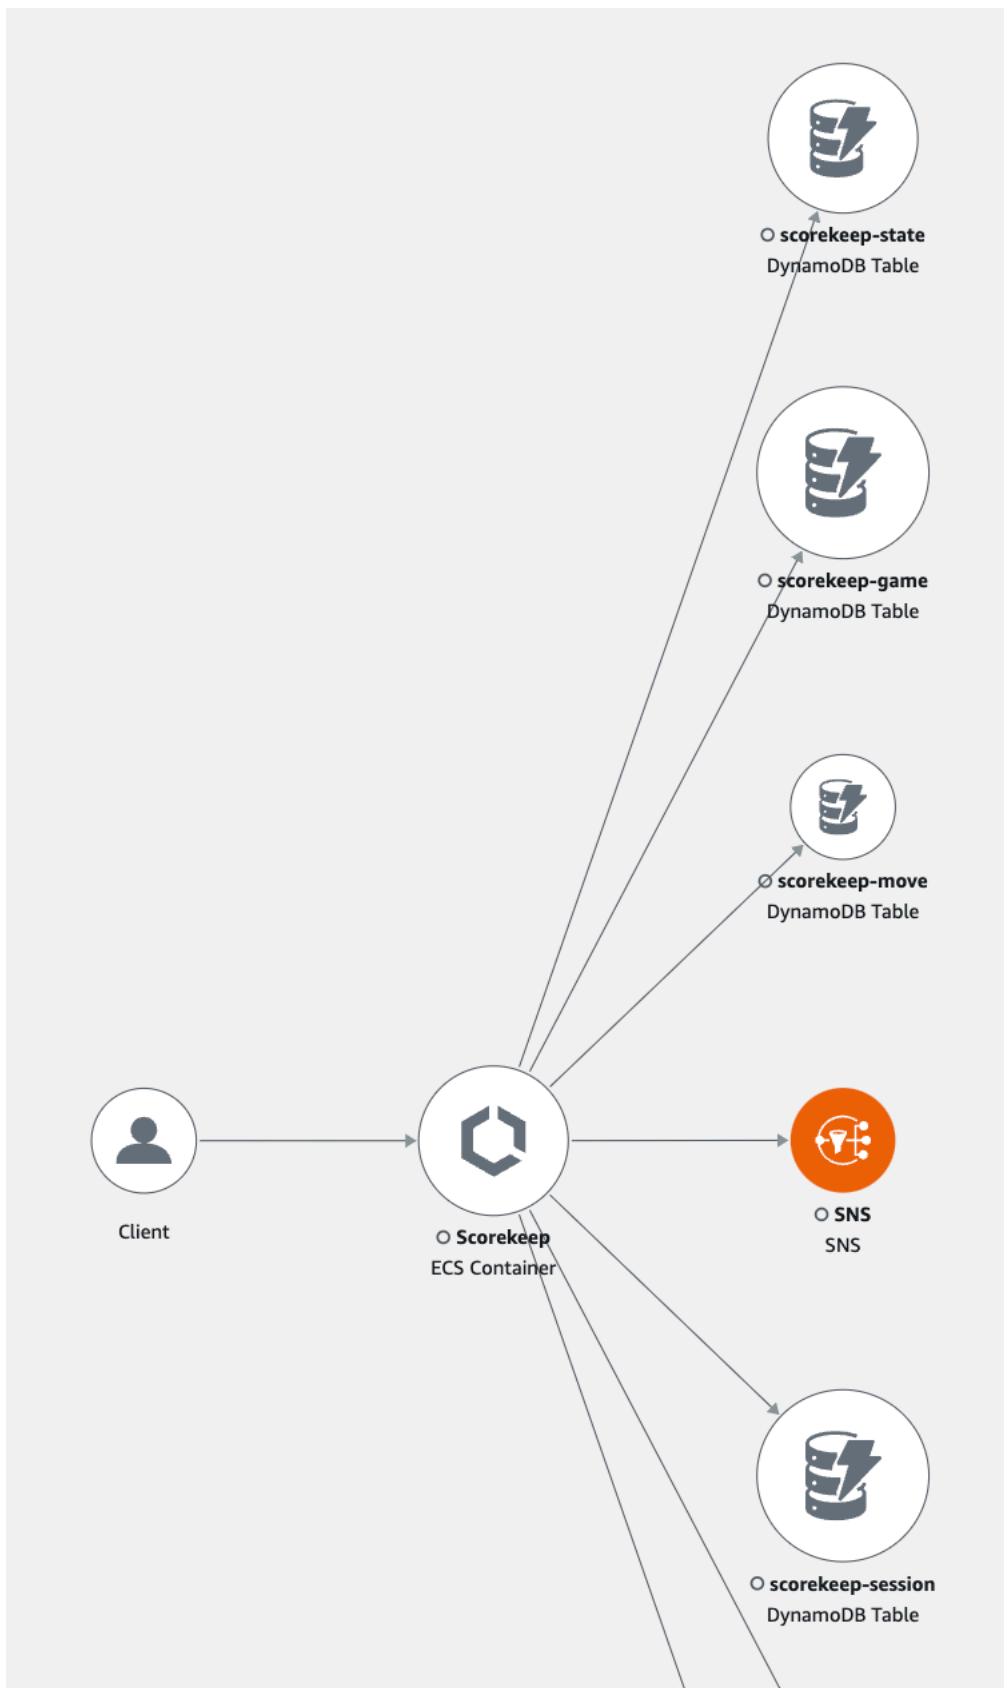 scorekeep-state
DynamoDB Table
scorekeep-game
DynamoDB Table
scorekeep-move
DynamoDB Table
Client
Scorekeep
ECS Container
SNS
SNS
scorekeep-session
DynamoDB Table